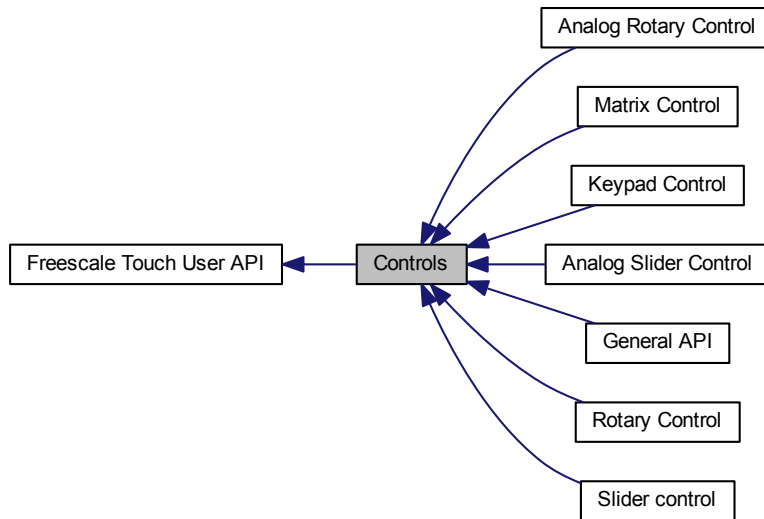 Analog Rotary Control
Matrix Control
Keypad Control
Freescale Touch User API
Controls
Analog Slider Control
General API
Rotary Control
Slider control